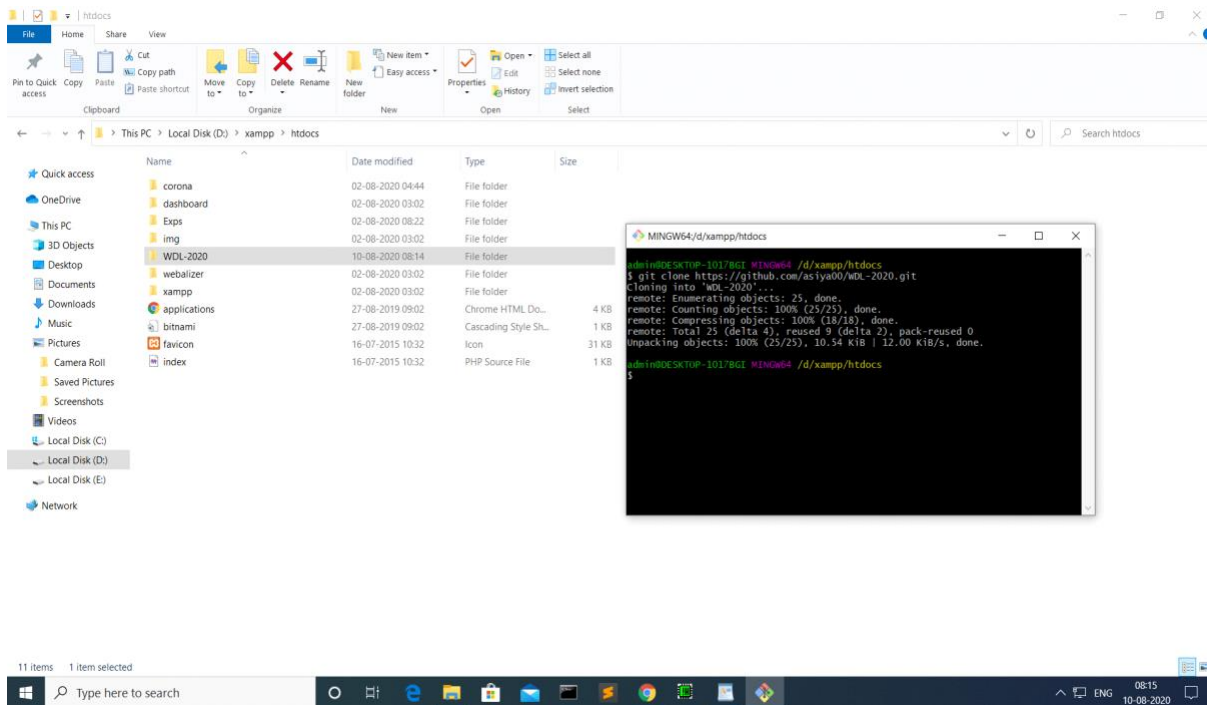 htdocs
File Home Share View
Pin to Quick access
Copy
Paste
Cut
Copy path
Paste shortcut
Clipboard
Move to
Copy to
Delete
Rename
Organize
New folder
New item
Easy access
New
Properties
Open
Edit
History
Open
Select all
Select none
Invert selection
Select
This PC > Local Disk (D:) > xampp > htdocs
Search htdocs
Quick access
OneDrive
This PC
3D Objects
Desktop
Documents
Downloads
Music
Pictures
Camera Roll
Saved Pictures
Screenshots
Videos
Local Disk (C:)
Local Disk (D:)
Local Disk (E:)
Network
Name Date modified Type Size
corona 02-08-2020 04:44 File folder
dashboard 02-08-2020 03:02 File folder
Exps 02-08-2020 08:22 File folder
img 02-08-2020 03:02 File folder
WDL-2020 10-08-2020 08:14 File folder
webalizer 02-08-2020 03:02 File folder
xampp 02-08-2020 03:02 File folder
applications 27-08-2019 09:02 Chrome HTML Do... 4 KB
bitnami 27-08-2019 09:02 Cascading Style Sh... 1 KB
favicon 16-07-2015 10:32 Icon 31 KB
index 16-07-2015 10:32 PHP Source File 1 KB
MINGW64:/d/xampp/htdocs
admin@DESKTOP-1017BGI MINGW64 /d/xampp/htdocs
$ git clone https://github.com/asiya00/WDL-2020.git
Cloning into 'WDL-2020'...
remote: Enumerating objects: 25, done.
remote: Counting objects: 100% (25/25), done.
remote: Compressing objects: 100% (18/18), done.
remote: Total 25 (delta 4), reused 9 (delta 2), pack-reused 0
Unpacking objects: 100% (25/25), 10.54 KiB | 12.00 KiB/s, done.
admin@DESKTOP-1017BGI MINGW64 /d/xampp/htdocs
$
11 items 1 item selected
Type here to search
ENG
08:15
10-08-2020